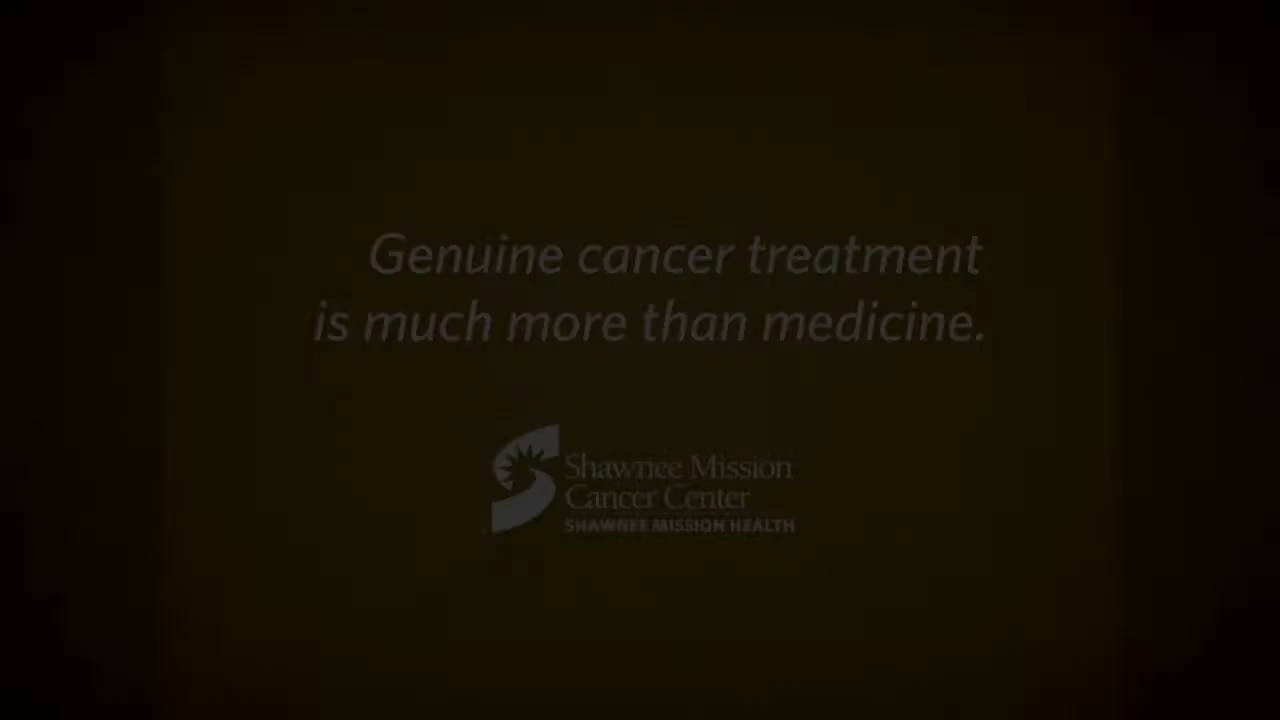 Genuine cancer treatment
is much more than medicine.
Shawnee Mission
Cancer Center
SHAWNEE MISSION HEALTH